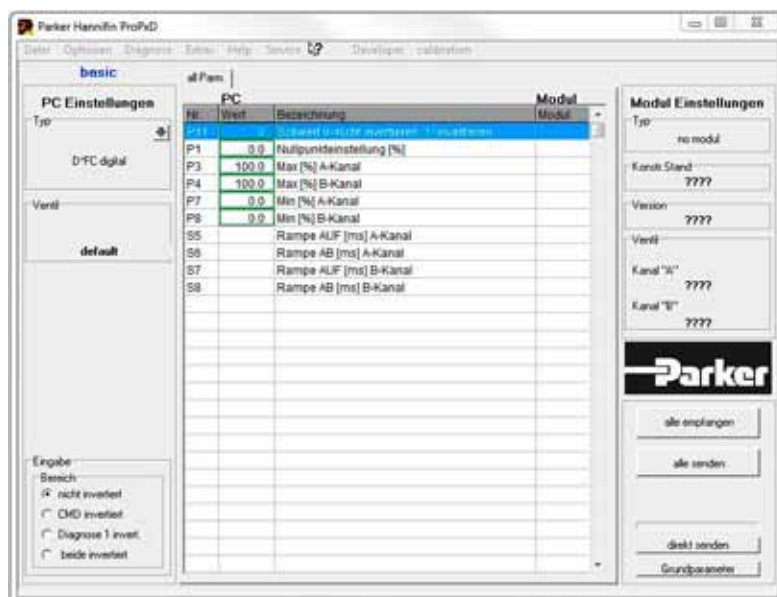 Parker Hannifin ProPxD
Datei Optionen Diagnose Extras Help Service Developer calibration
basic
PC Einstellungen
Typ
D*FC digital
Ventil
default
Eingabe
Bereich
nicht invertiert
CMD invertiert
Diagnose 1 invert.
beide invertiert
all Pam.
PC Modul
Nr. Wert Bezeichnung Modul
P11 0 Sollwert 0=nicht invertieren
P1 0.0 Nullpunkteinstellung [%]
P3 100.0 Max [%] A-Kanal
P4 100.0 Max [%] B-Kanal
P7 0.0 Min [%] A-Kanal
P8 0.0 Min [%] B-Kanal
S5 Rampe AUF [ms] A-Kanal
S6 Rampe AB [ms] A-Kanal
S7 Rampe AUF [ms] B-Kanal
S8 Rampe AB [ms] B-Kanal
Modul Einstellungen
Typ
no modul
Konstr.Stand
????
Version
????
Ventil
Kanal "A"
????
Kanal "B"
????
Parker
alle empfangen
alle senden
direkt senden
Grundparameter